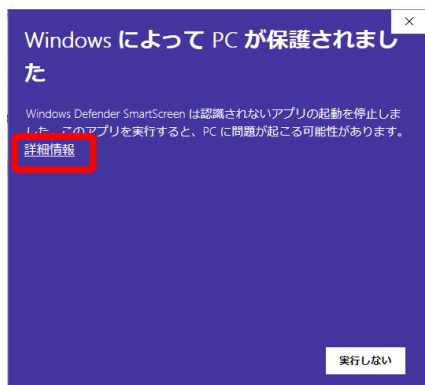 Windows によって PC が保護されまし
た
Windows Defender SmartScreen は認識されないアプリの起動を停止しま
した。このアプリを実行すると、PC に問題が起こる可能性があります。
詳細情報
実行しない